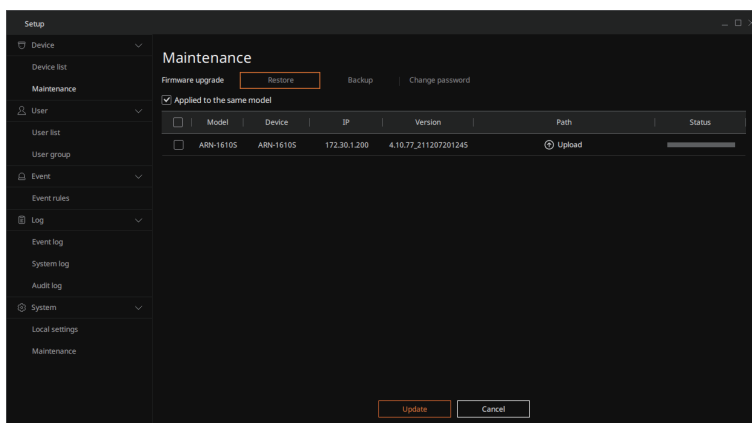 Setup
Device
Device list
Maintenance
User
User list
User group
Event
Event rules
Log
Event log
System log
Audit log
System
Local settings
Maintenance
Maintenance
Firmware upgrade Restore Backup Change password
Applied to the same model
Model Device IP Version Path Status
ARN-1610S ARN-1610S 172.30.1.200 4.10.77_211207201245 Upload
Update Cancel